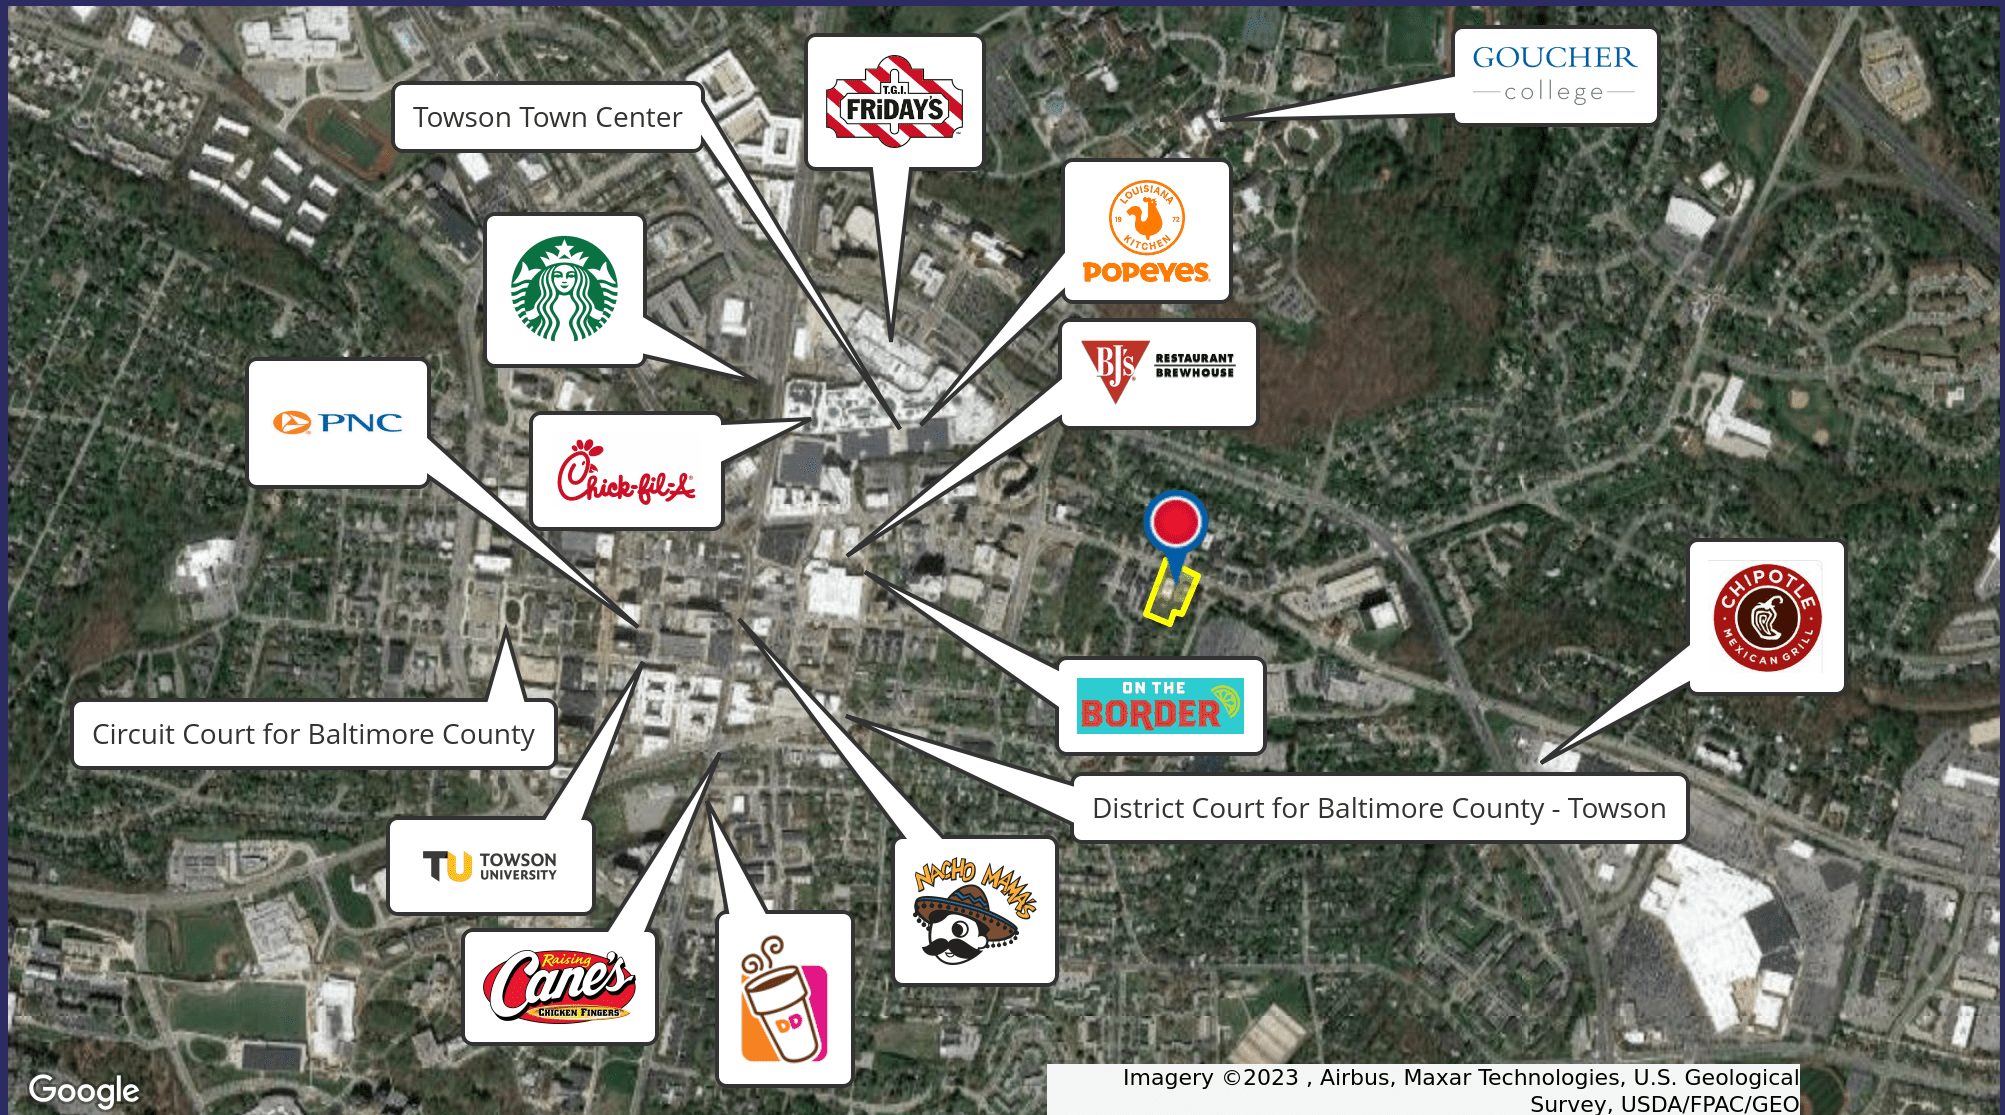 GOUCHER
college
T.G.I.
FRiDAY'S
Towson Town Center
LOUISIANA
19 72
KITCHEN
POPEYES
BJ's RESTAURANT
BREWHOUSE
PNC
Chick-fil-A
CHIPOTLE
MEXICAN GRILL
ON THE
BORDER
Circuit Court for Baltimore County
District Court for Baltimore County - Towson
TU TOWSON
UNIVERSITY
NACHO MAMA'S
Raising
Cane's
CHICKEN FINGERS
DD
Google
Imagery ©2023 , Airbus, Maxar Technologies, U.S. Geological
Survey, USDA/FPAC/GEO